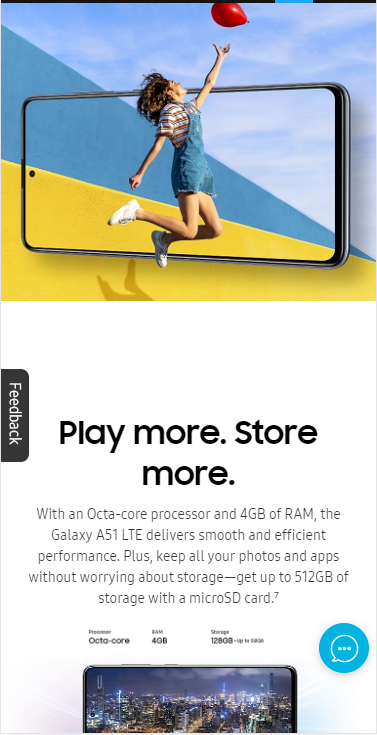 Feedback
Play more. Store
more.
With an Octa-core processor and 4GB of RAM, the
Galaxy A51 LTE delivers smooth and efficient
performance. Plus, keep all your photos and apps
without worrying about storage—get up to 512GB of
storage with a microSD card.⁷
Processor RAM Storage
Octa-core 4GB 128GB + Up to 512GB